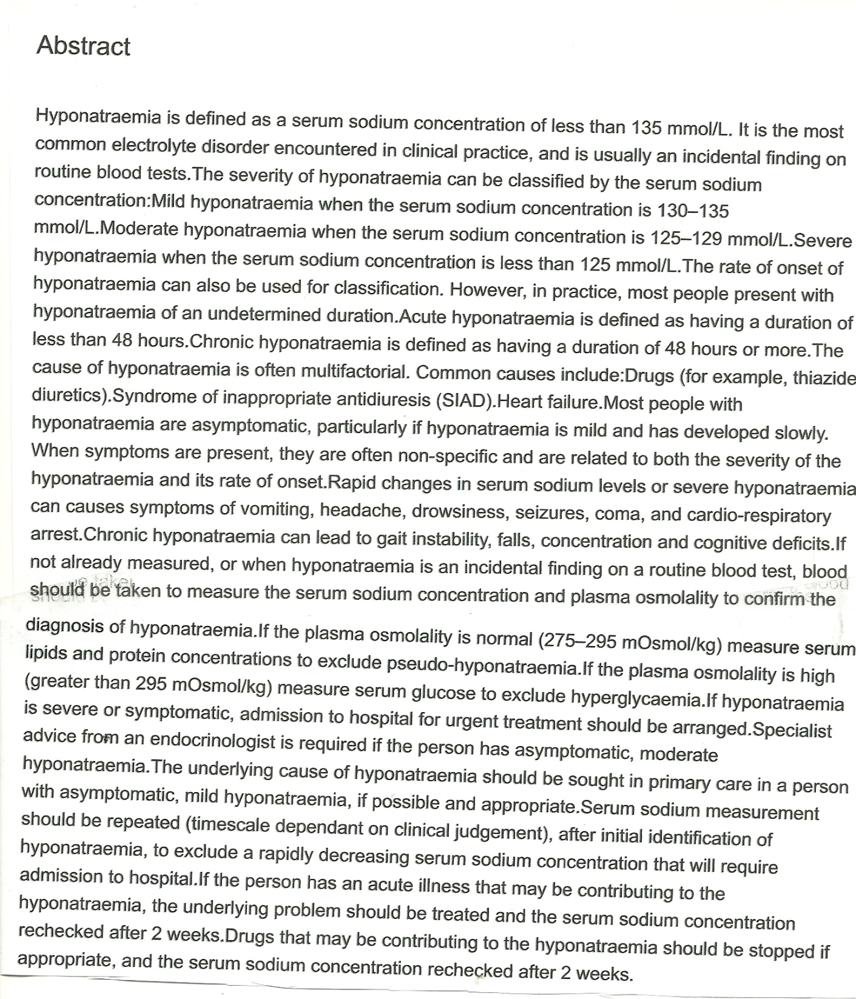 Abstract
Hyponatraemia is defined as a serum sodium concentration of less than 135 mmol/L. It is the most
common electrolyte disorder encountered in clinical practice, and is usually an incidental finding on
routine blood tests.The severity of hyponatraemia can be classified by the serum sodium
concentration:Mild hyponatraemia when the serum sodium concentration is 130–135
mmol/L.Moderate hyponatraemia when the serum sodium concentration is 125–129 mmol/L.Severe
hyponatraemia when the serum sodium concentration is less than 125 mmol/L.The rate of onset of
hyponatraemia can also be used for classification. However, in practice, most people present with
hyponatraemia of an undetermined duration.Acute hyponatraemia is defined as having a duration of
less than 48 hours.Chronic hyponatraemia is defined as having a duration of 48 hours or more.The
cause of hyponatraemia is often multifactorial. Common causes include:Drugs (for example, thiazide
diuretics).Syndrome of inappropriate antidiuresis (SIAD).Heart failure.Most people with
hyponatraemia are asymptomatic, particularly if hyponatraemia is mild and has developed slowly.
When symptoms are present, they are often non-specific and are related to both the severity of the
hyponatraemia and its rate of onset.Rapid changes in serum sodium levels or severe hyponatraemia
can causes symptoms of vomiting, headache, drowsiness, seizures, coma, and cardio-respiratory
arrest.Chronic hyponatraemia can lead to gait instability, falls, concentration and cognitive deficits.If
not already measured, or when hyponatraemia is an incidental finding on a routine blood test, blood
should be taken to measure the serum sodium concentration and plasma osmolality to confirm the
diagnosis of hyponatraemia.If the plasma osmolality is normal (275–295 mOsmol/kg) measure serum
lipids and protein concentrations to exclude pseudo-hyponatraemia.If the plasma osmolality is high
(greater than 295 mOsmol/kg) measure serum glucose to exclude hyperglycaemia.If hyponatraemia
is severe or symptomatic, admission to hospital for urgent treatment should be arranged.Specialist
advice from an endocrinologist is required if the person has asymptomatic, moderate
hyponatraemia.The underlying cause of hyponatraemia should be sought in primary care in a person
with asymptomatic, mild hyponatraemia, if possible and appropriate.Serum sodium measurement
should be repeated (timescale dependant on clinical judgement), after initial identification of
hyponatraemia, to exclude a rapidly decreasing serum sodium concentration that will require
admission to hospital.If the person has an acute illness that may be contributing to the
hyponatraemia, the underlying problem should be treated and the serum sodium concentration
rechecked after 2 weeks.Drugs that may be contributing to the hyponatraemia should be stopped if
appropriate, and the serum sodium concentration rechecked after 2 weeks.